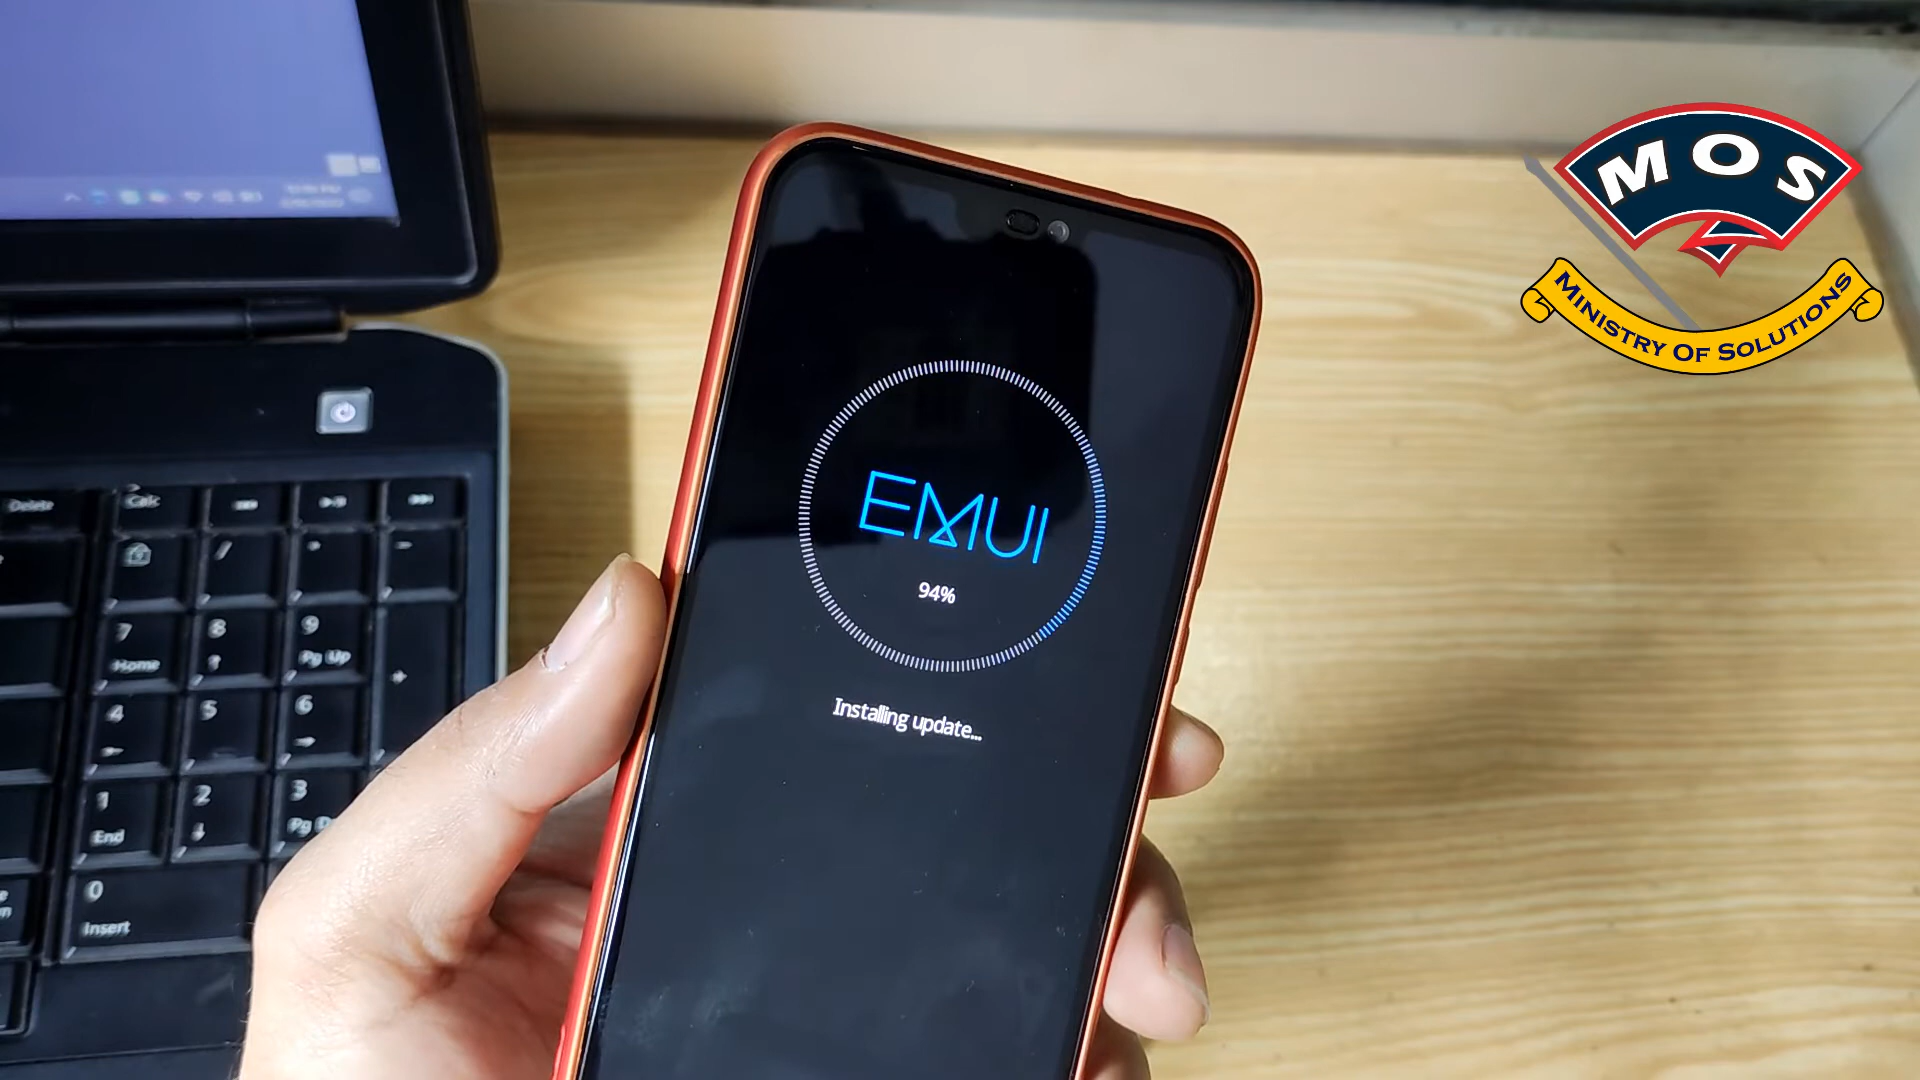 MOS
MINISTRY OF SOLUTIONS
EMUI
94%
Installing update...
Delete
Calc
/
*
-
7
8
9
Home
Pg Up
+
4
5
6
1
2
3
End
0
Insert